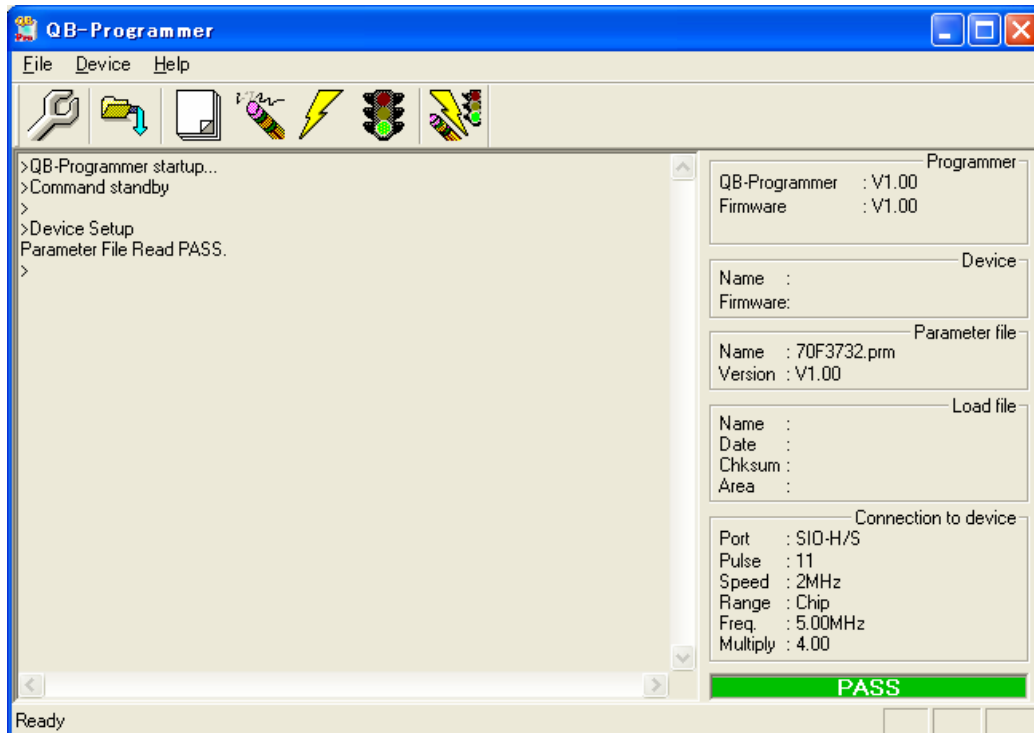 QB-Programmer
File Device Help
>QB-Programmer startup...
>Command standby
>
>Device Setup
Parameter File Read PASS.
>
Programmer
QB-Programmer : V1.00
Firmware : V1.00
Device
Name :
Firmware:
Parameter file
Name : 70F3732.prm
Version : V1.00
Load file
Name :
Date :
Chksum :
Area :
Connection to device
Port : SIO-H/S
Pulse : 11
Speed : 2MHz
Range : Chip
Freq. : 5.00MHz
Multiply : 4.00
PASS
Ready